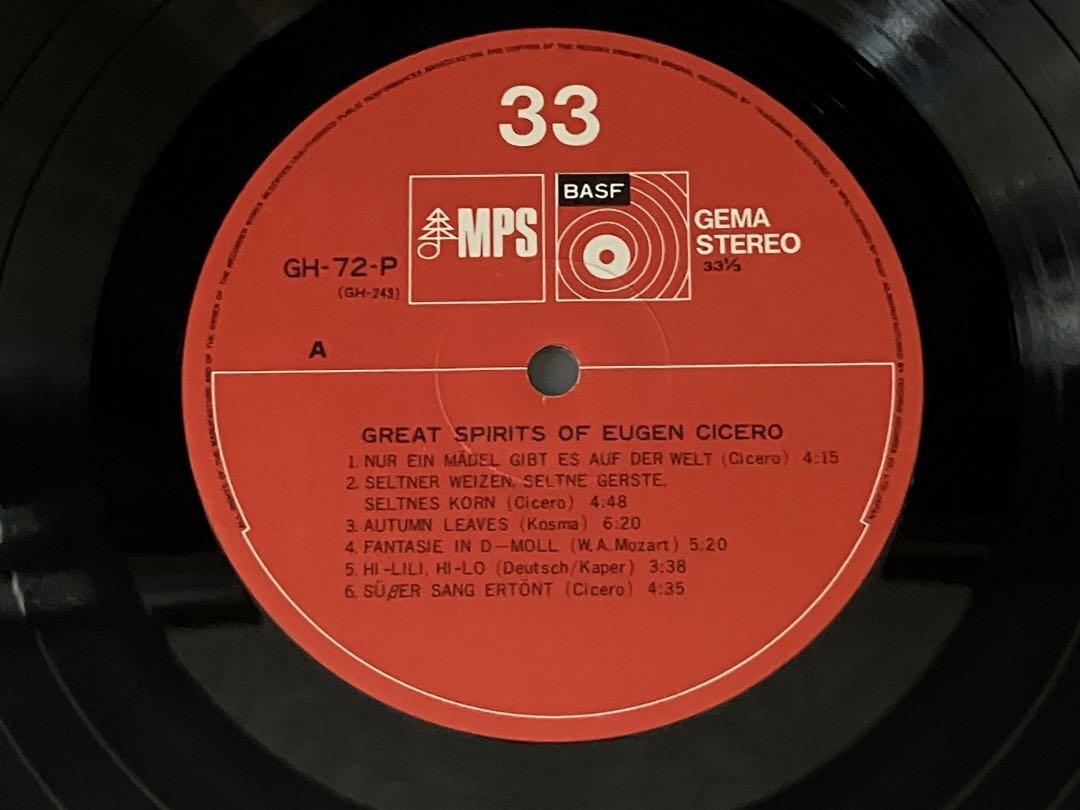 33
MPS
BASF
GEMA
STEREO
33⅓
GH-72-P
(GH-243)
A
GREAT SPIRITS OF EUGEN CICERO
1. NUR EIN MÄDEL GIBT ES AUF DER WELT (Cicero) 4:15
2. SELTNER WEIZEN, SELTNE GERSTE,
SELTNES KORN (Cicero) 4:48
3. AUTUMN LEAVES (Kosma) 6:20
4. FANTASIE IN D-MOLL (W.A. Mozart) 5:20
5. HI-LILI, HI-LO (Deutsch/Kaper) 3:38
6. SÜßER SANG ERTÖNT (Cicero) 4:35